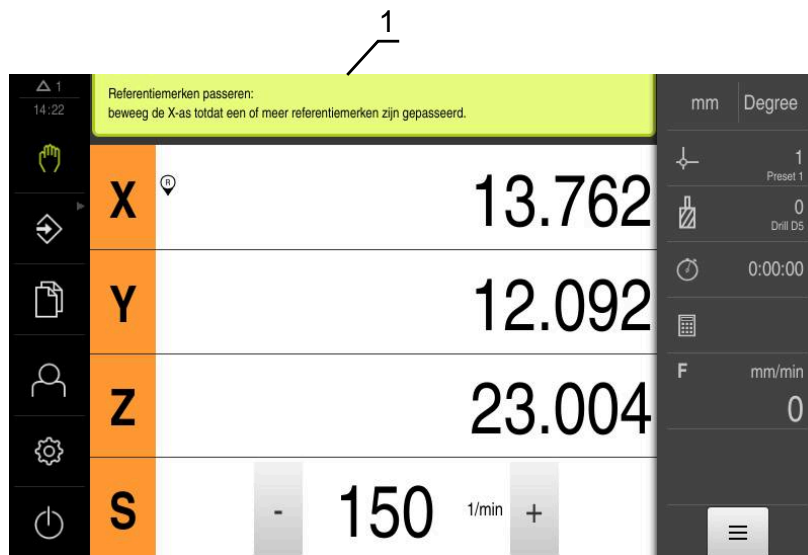 1
1
14:22
Referentiemerken passeren:
beweeg de X-as totdat een of meer referentiemerken zijn gepasseerd.
mm Degree
X R 13.762
Y 12.092
Z 23.004
S - 150 1/min +
1
Preset 1
0
Drill D5
0:00:00
F mm/min
0